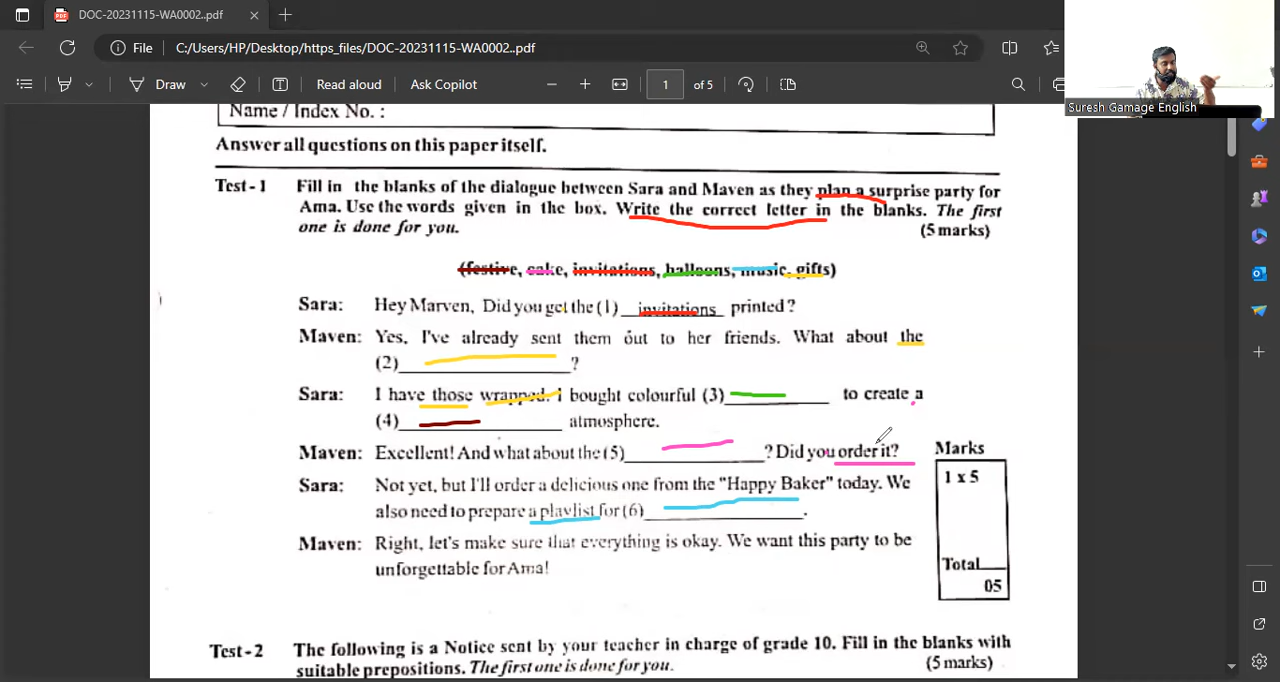 DOC-20231115-WA0002..pdf
File C:/Users/HP/Desktop/https_files/DOC-20231115-WA0002..pdf
Draw Read aloud Ask Copilot 1 of 5
Suresh Gamage English
Name / Index No. :
Answer all questions on this paper itself.
Test-1 Fill in the blanks of the dialogue between Sara and Maven as they plan a surprise party for
Ama. Use the words given in the box. Write the correct letter in the blanks. The first
one is done for you. (5 marks)
(festive, cake, invitations, balloons, music, gifts)
Sara: Hey Marven, Did you get the (1) invitations printed?
Maven: Yes, I've already sent them out to her friends. What about the
(2)____________?
Sara: I have those wrapped. I bought colourful (3)____________ to create a
(4)____________ atmosphere.
Maven: Excellent! And what about the (5)____________? Did you order it?
Sara: Not yet, but I'll order a delicious one from the "Happy Baker" today. We
also need to prepare a playlist for (6)____________.
Maven: Right, let's make sure that everything is okay. We want this party to be
unforgettable for Ama!
Marks
1 x 5
Total__
05
Test-2 The following is a Notice sent by your teacher in charge of grade 10. Fill in the blanks with
suitable prepositions. The first one is done for you. (5 marks)